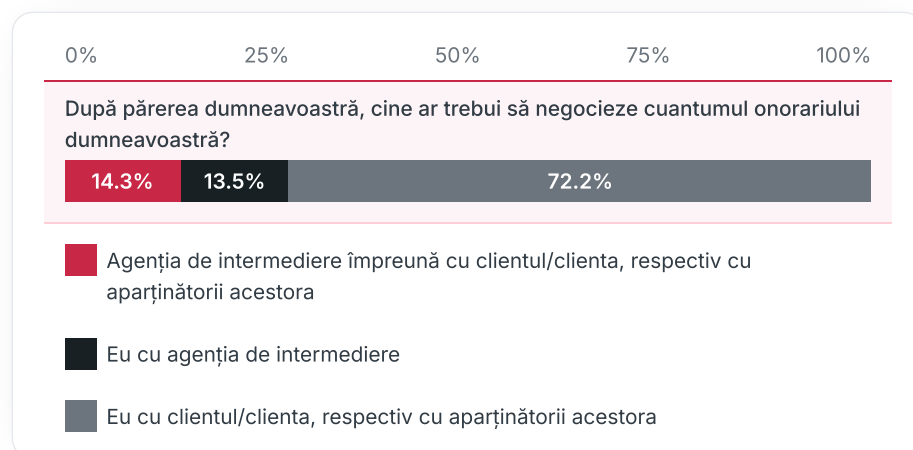 0% 25% 50% 75% 100%
După părerea dumneavoastră, cine ar trebui să negocieze cuantumul onorariului
dumneavoastră?
14.3% 13.5% 72.2%
Agenția de intermediere împreună cu clientul/clienta, respectiv cu
aparținătorii acestora
Eu cu agenția de intermediere
Eu cu clientul/clienta, respectiv cu aparținătorii acestora